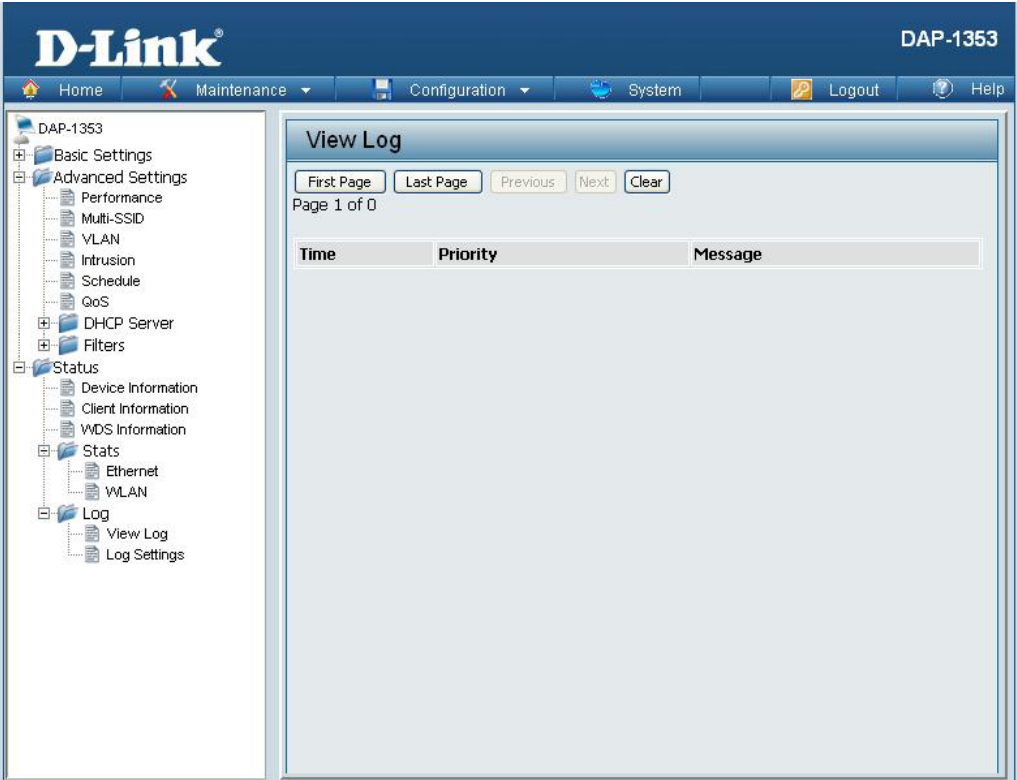 D-Link®
DAP-1353
Home Maintenance Configuration System Logout Help
DAP-1353
Basic Settings
Advanced Settings
Performance
Multi-SSID
VLAN
Intrusion
Schedule
QoS
DHCP Server
Filters
Status
Device Information
Client Information
WDS Information
Stats
Ethernet
WLAN
Log
View Log
Log Settings
View Log
First Page Last Page Previous Next Clear
Page 1 of 0
Time Priority Message